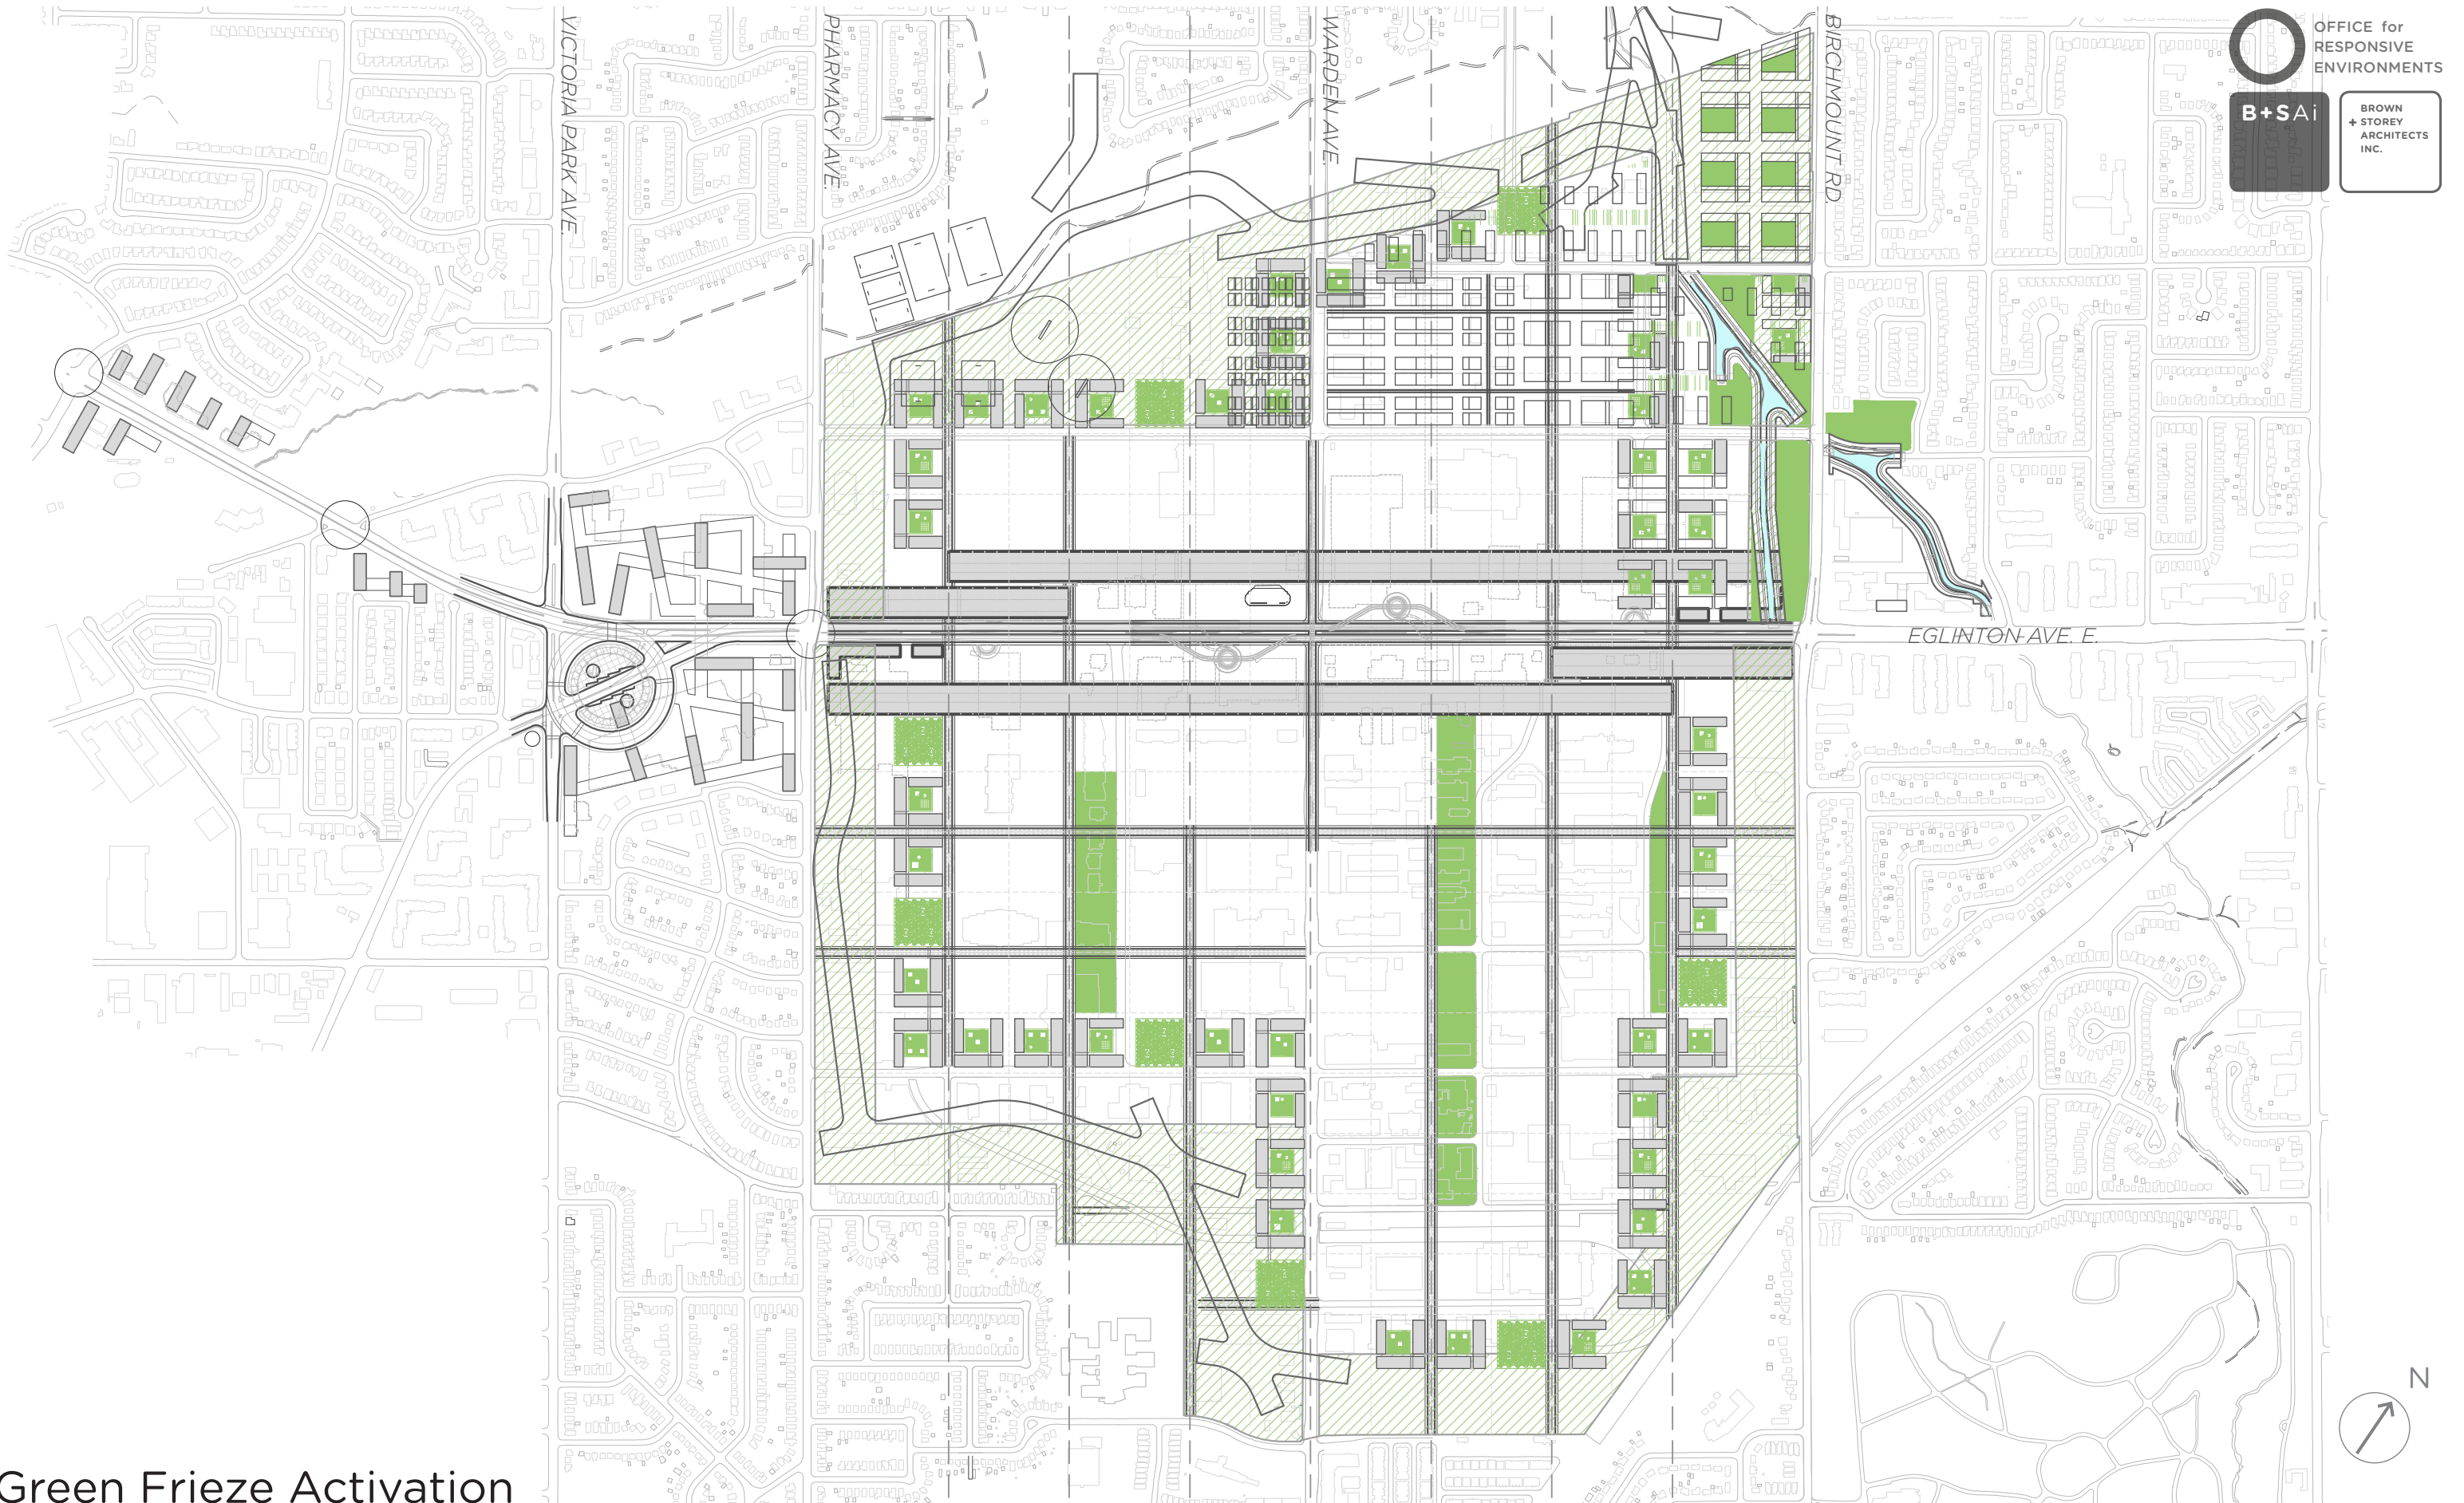 VICTORIA PARK AVE.
PHARMACY AVE.
WARDEN AVE.
BIRCHMOUNT RD
OFFICE for
RESPONSIVE
ENVIRONMENTS
B+SAi
BROWN
+ STOREY
ARCHITECTS
INC.
EGLINTON AVE. E.
N
Green Frieze Activation